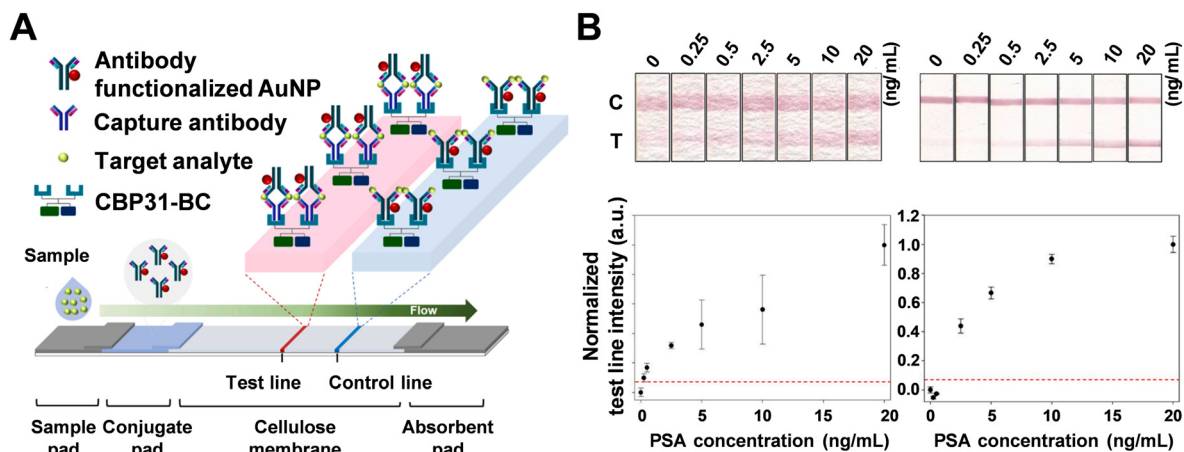 A
Antibody
functionalized AuNP
Capture antibody
Target analyte
CBP31-BC
Sample
Flow
Test line
Control line
Sample
pad
Conjugate
pad
Cellulose
membrane
Absorbent
pad
B
0 0.25 0.5 2.5 5 10 20 (ng/mL)
0 0.25 0.5 2.5 5 10 20 (ng/mL)
C
T
Normalized
test line intensity (a.u.)
0 5 10 15 20
1.2
1.0
0.8
0.6
0.4
0.2
0.0
0 5 10 15 20
PSA concentration (ng/mL)
PSA concentration (ng/mL)